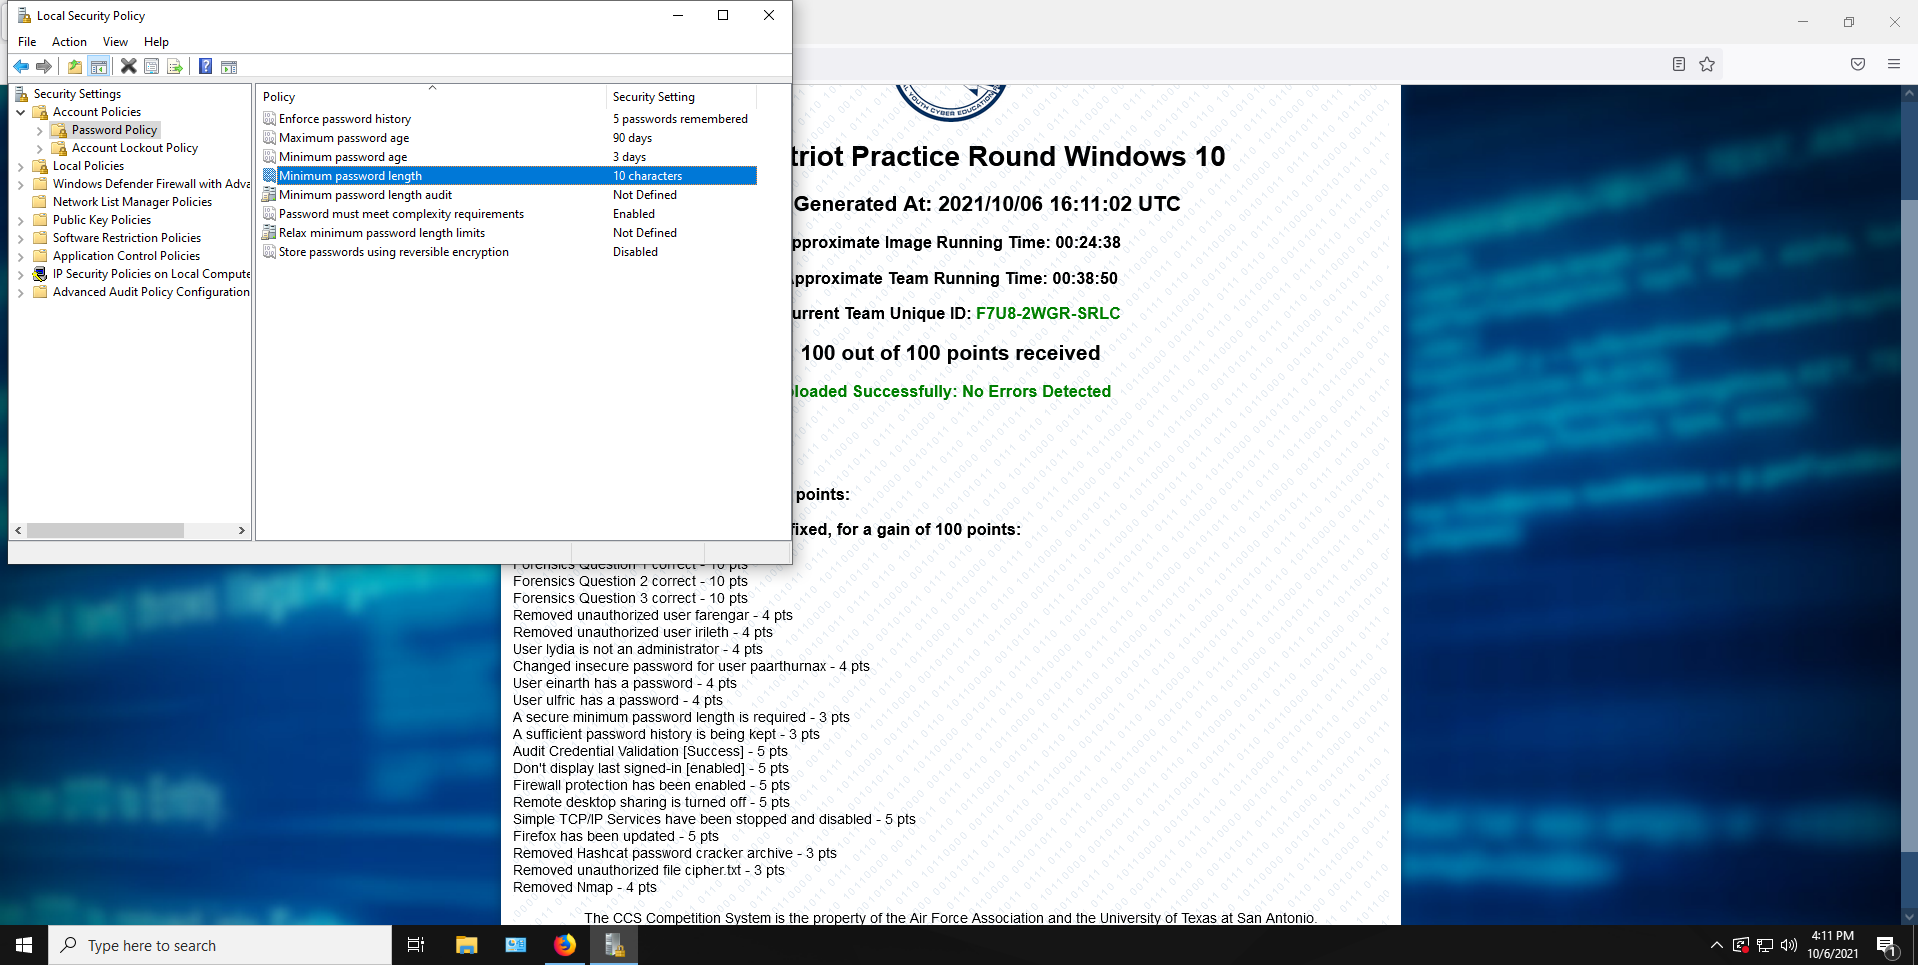 Local Security Policy
File Action View Help
Security Settings
Account Policies
Password Policy
Account Lockout Policy
Local Policies
Windows Defender Firewall with Adva
Network List Manager Policies
Public Key Policies
Software Restriction Policies
Application Control Policies
IP Security Policies on Local Compute
Advanced Audit Policy Configuration
Policy Security Setting
Enforce password history 5 passwords remembered
Maximum password age 90 days
Minimum password age 3 days
Minimum password length 10 characters
Minimum password length audit Not Defined
Password must meet complexity requirements Enabled
Relax minimum password length limits Not Defined
Store passwords using reversible encryption Disabled
triot Practice Round Windows 10
Generated At: 2021/10/06 16:11:02 UTC
pproximate Image Running Time: 00:24:38
pproximate Team Running Time: 00:38:50
urrent Team Unique ID: F7U8-2WGR-SRLC
100 out of 100 points received
loaded Successfully: No Errors Detected
points:
fixed, for a gain of 100 points:
Forensics Question 1 correct - 10 pts
Forensics Question 2 correct - 10 pts
Forensics Question 3 correct - 10 pts
Removed unauthorized user farengar - 4 pts
Removed unauthorized user irileth - 4 pts
User lydia is not an administrator - 4 pts
Changed insecure password for user paarthurnax - 4 pts
User einarth has a password - 4 pts
User ulfric has a password - 4 pts
A secure minimum password length is required - 3 pts
A sufficient password history is being kept - 3 pts
Audit Credential Validation [Success] - 5 pts
Don't display last signed-in [enabled] - 5 pts
Firewall protection has been enabled - 5 pts
Remote desktop sharing is turned off - 5 pts
Simple TCP/IP Services have been stopped and disabled - 5 pts
Firefox has been updated - 5 pts
Removed Hashcat password cracker archive - 3 pts
Removed unauthorized file cipher.txt - 3 pts
Removed Nmap - 4 pts
The CCS Competition System is the property of the Air Force Association and the University of Texas at San Antonio.
Type here to search
4:11 PM
10/6/2021
1